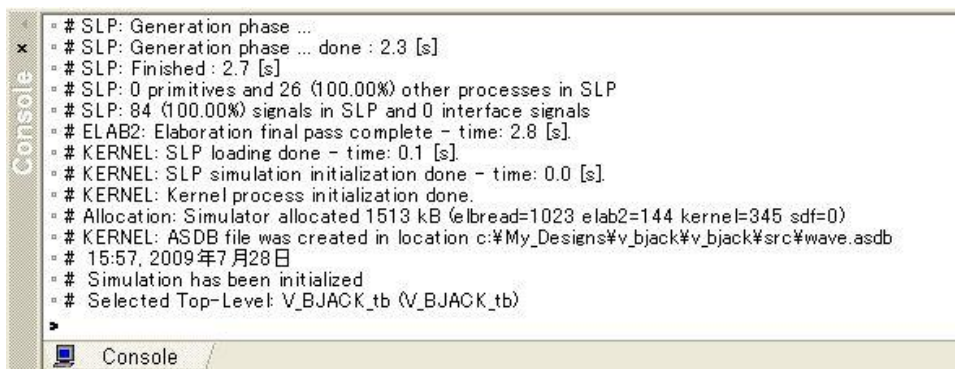 Console
# SLP: Generation phase ...
# SLP: Generation phase ... done : 2.3 [s]
# SLP: Finished : 2.7 [s]
# SLP: 0 primitives and 26 (100.00%) other processes in SLP
# SLP: 84 (100.00%) signals in SLP and 0 interface signals
# ELAB2: Elaboration final pass complete - time: 2.8 [s].
# KERNEL: SLP loading done - time: 0.1 [s].
# KERNEL: SLP simulation initialization done - time: 0.0 [s].
# KERNEL: Kernel process initialization done.
# Allocation: Simulator allocated 1513 kB (elbread=1023 elab2=144 kernel=345 sdf=0)
# KERNEL: ASDB file was created in location c:¥My_Designs¥v_bjack¥v_bjack¥src¥wave.asdb
# 15:57, 2009年7月28日
# Simulation has been initialized
# Selected Top-Level: V_BJACK_tb (V_BJACK_tb)
>
Console